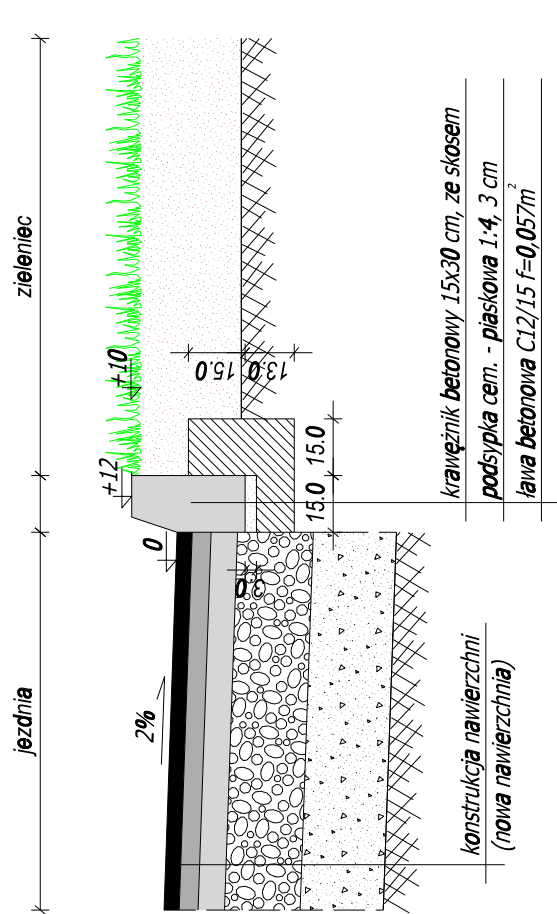 jezdnia
zieleniec
2%
0
+12
+10
15.0
13.0
3.0
15.0
15.0
krawężnik betonowy 15x30 cm, ze skosem
podsypka cem. - piaskowa 1:4, 3 cm
ława betonowa C12/15 f=0,057m²
konstrukcja nawierzchni
(nowa nawierzchnia)